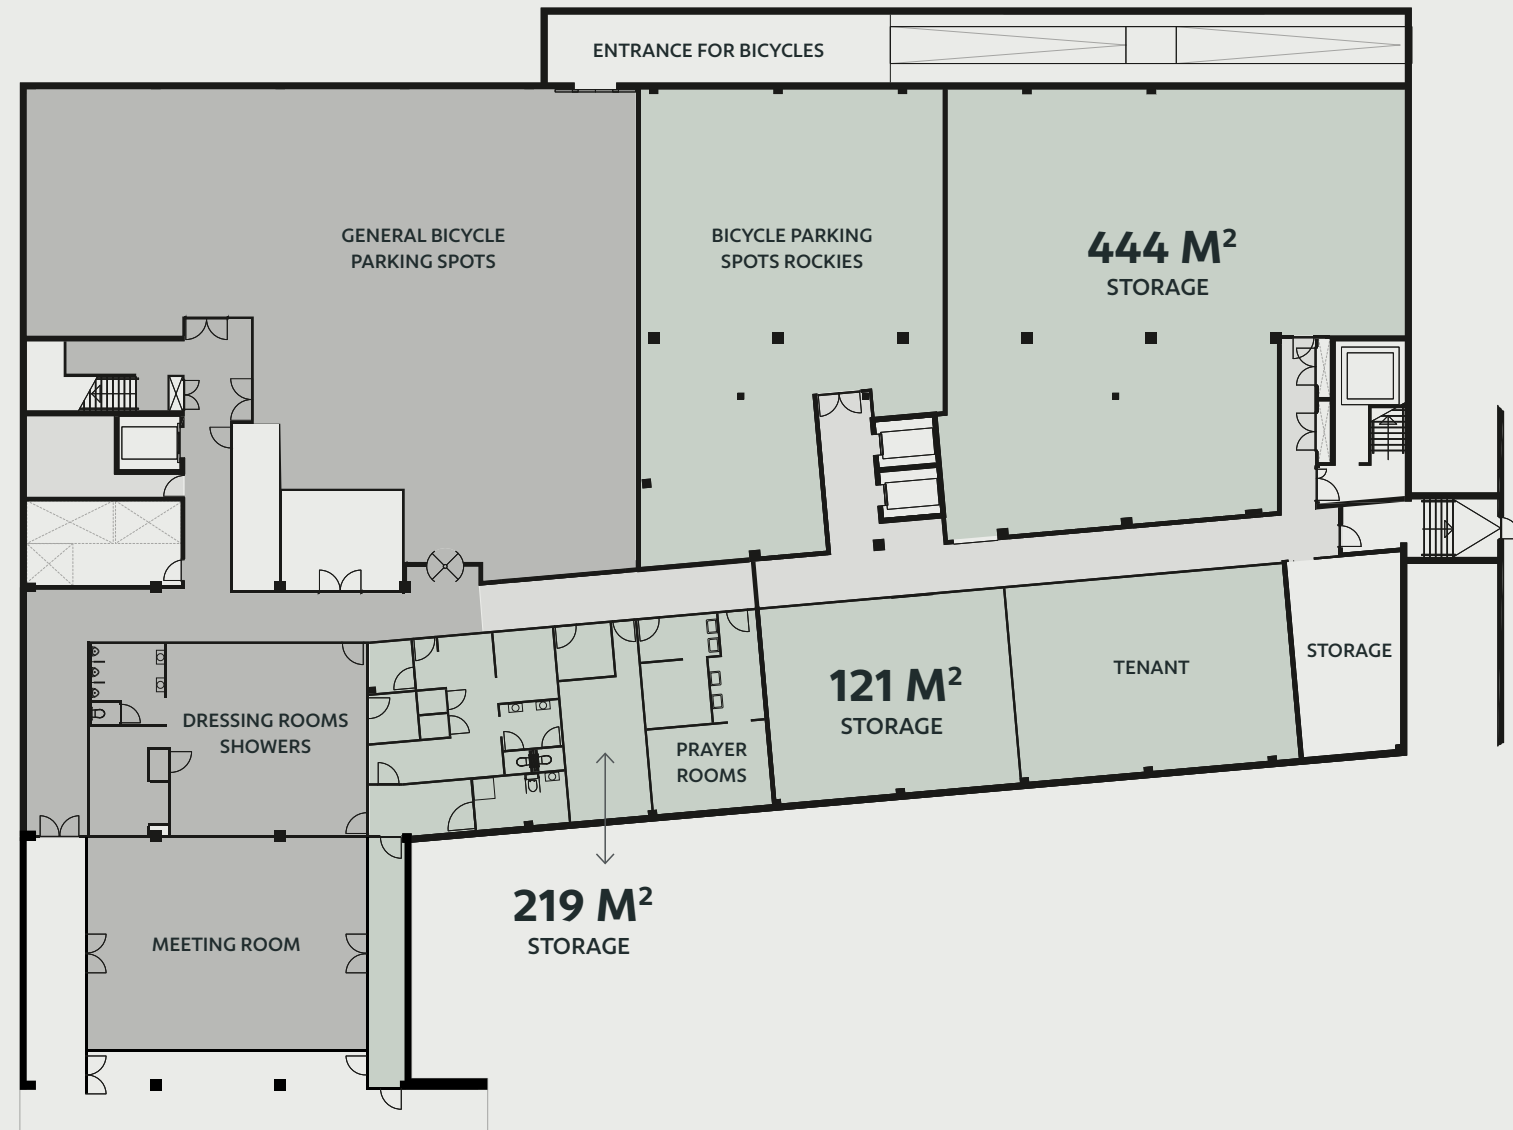 ENTRANCE FOR BICYCLES
GENERAL BICYCLE
PARKING SPOTS
BICYCLE PARKING
SPOTS ROCKIES
444 M²
STORAGE
STORAGE
TENANT
121 M²
STORAGE
DRESSING ROOMS
SHOWERS
PRAYER
ROOMS
219 M²
STORAGE
MEETING ROOM